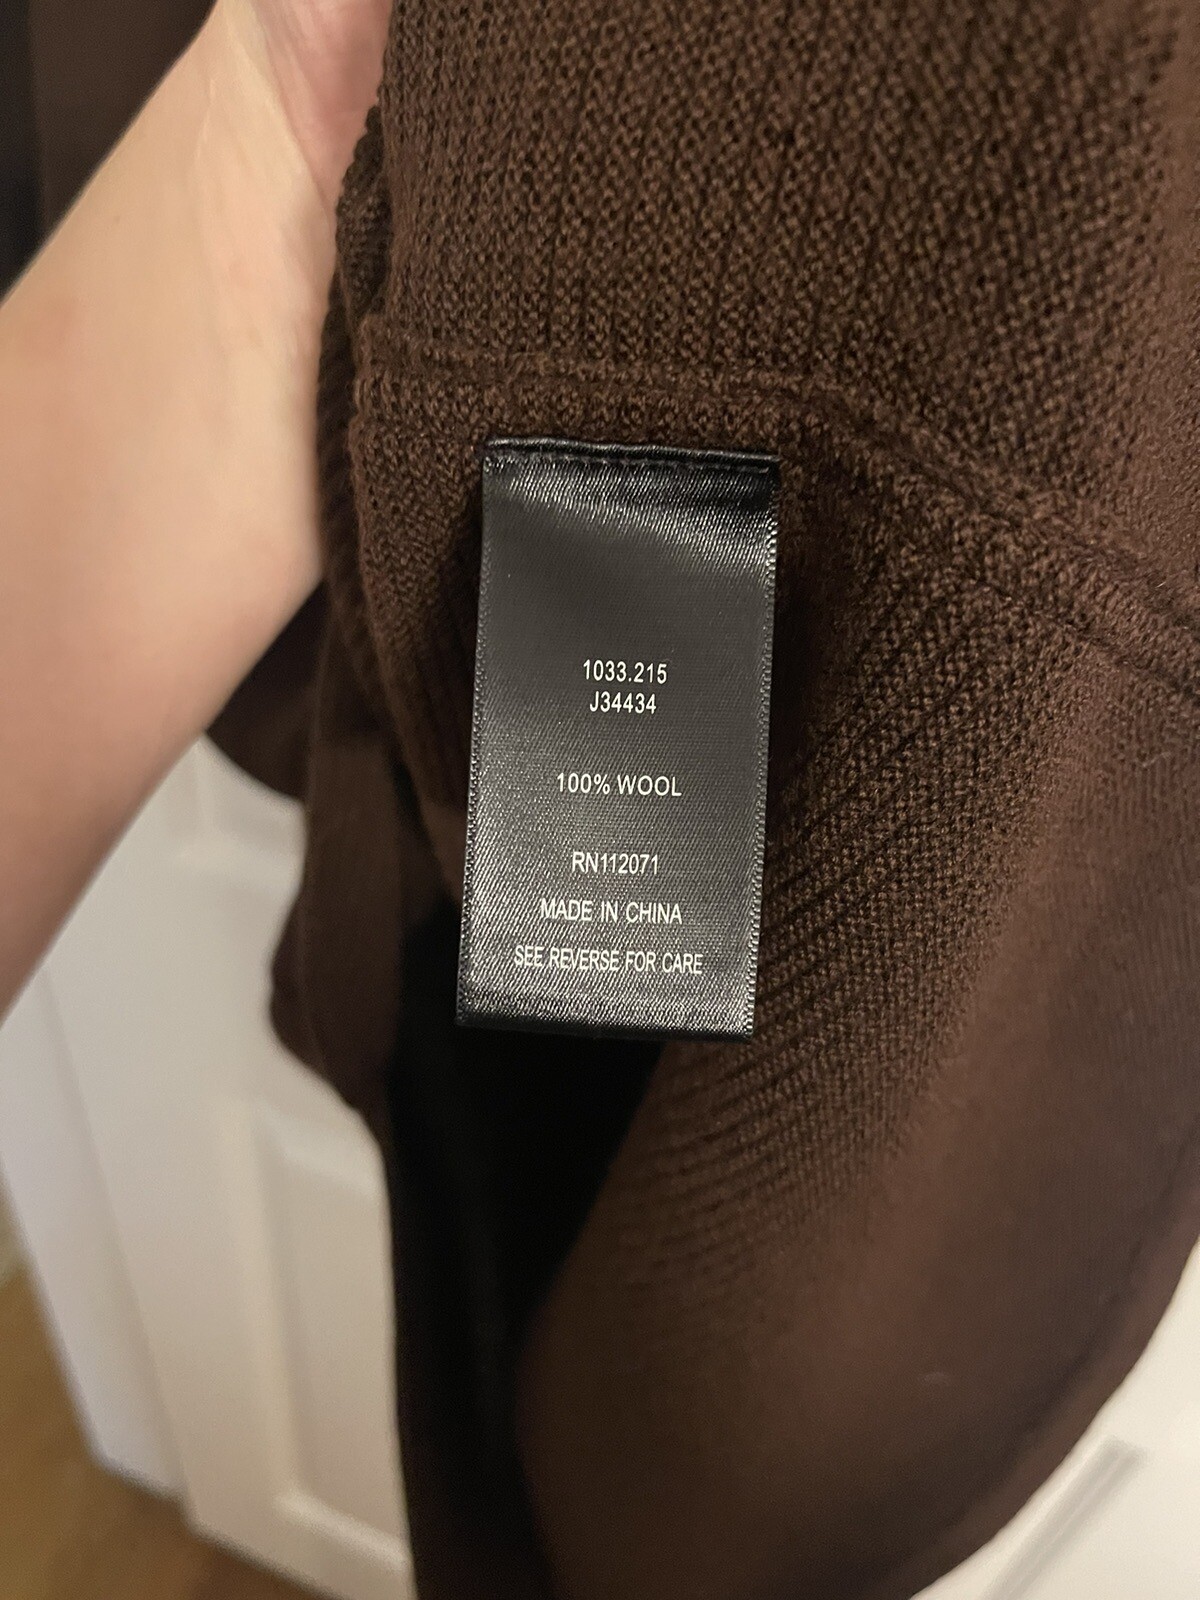 1033.215
J34434
100% WOOL
RN112071
MADE IN CHINA
SEE REVERSE FOR CARE